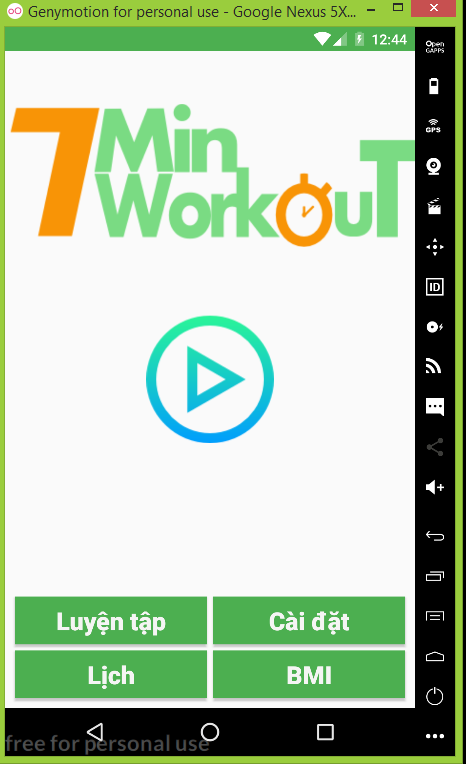 Genymotion for personal use - Google Nexus 5X...
12:44
Open
GAPPS
GPS
ID
7 Min
Workout
Luyện tập
Cài đặt
Lịch
BMI
free for personal use